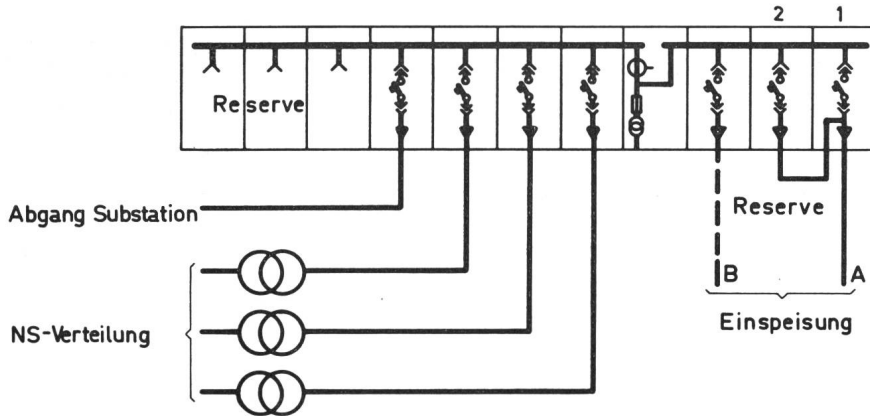 2 1
Reserve
Abgang Substation
Reserve
B A
Einspeisung
NS-Verteilung